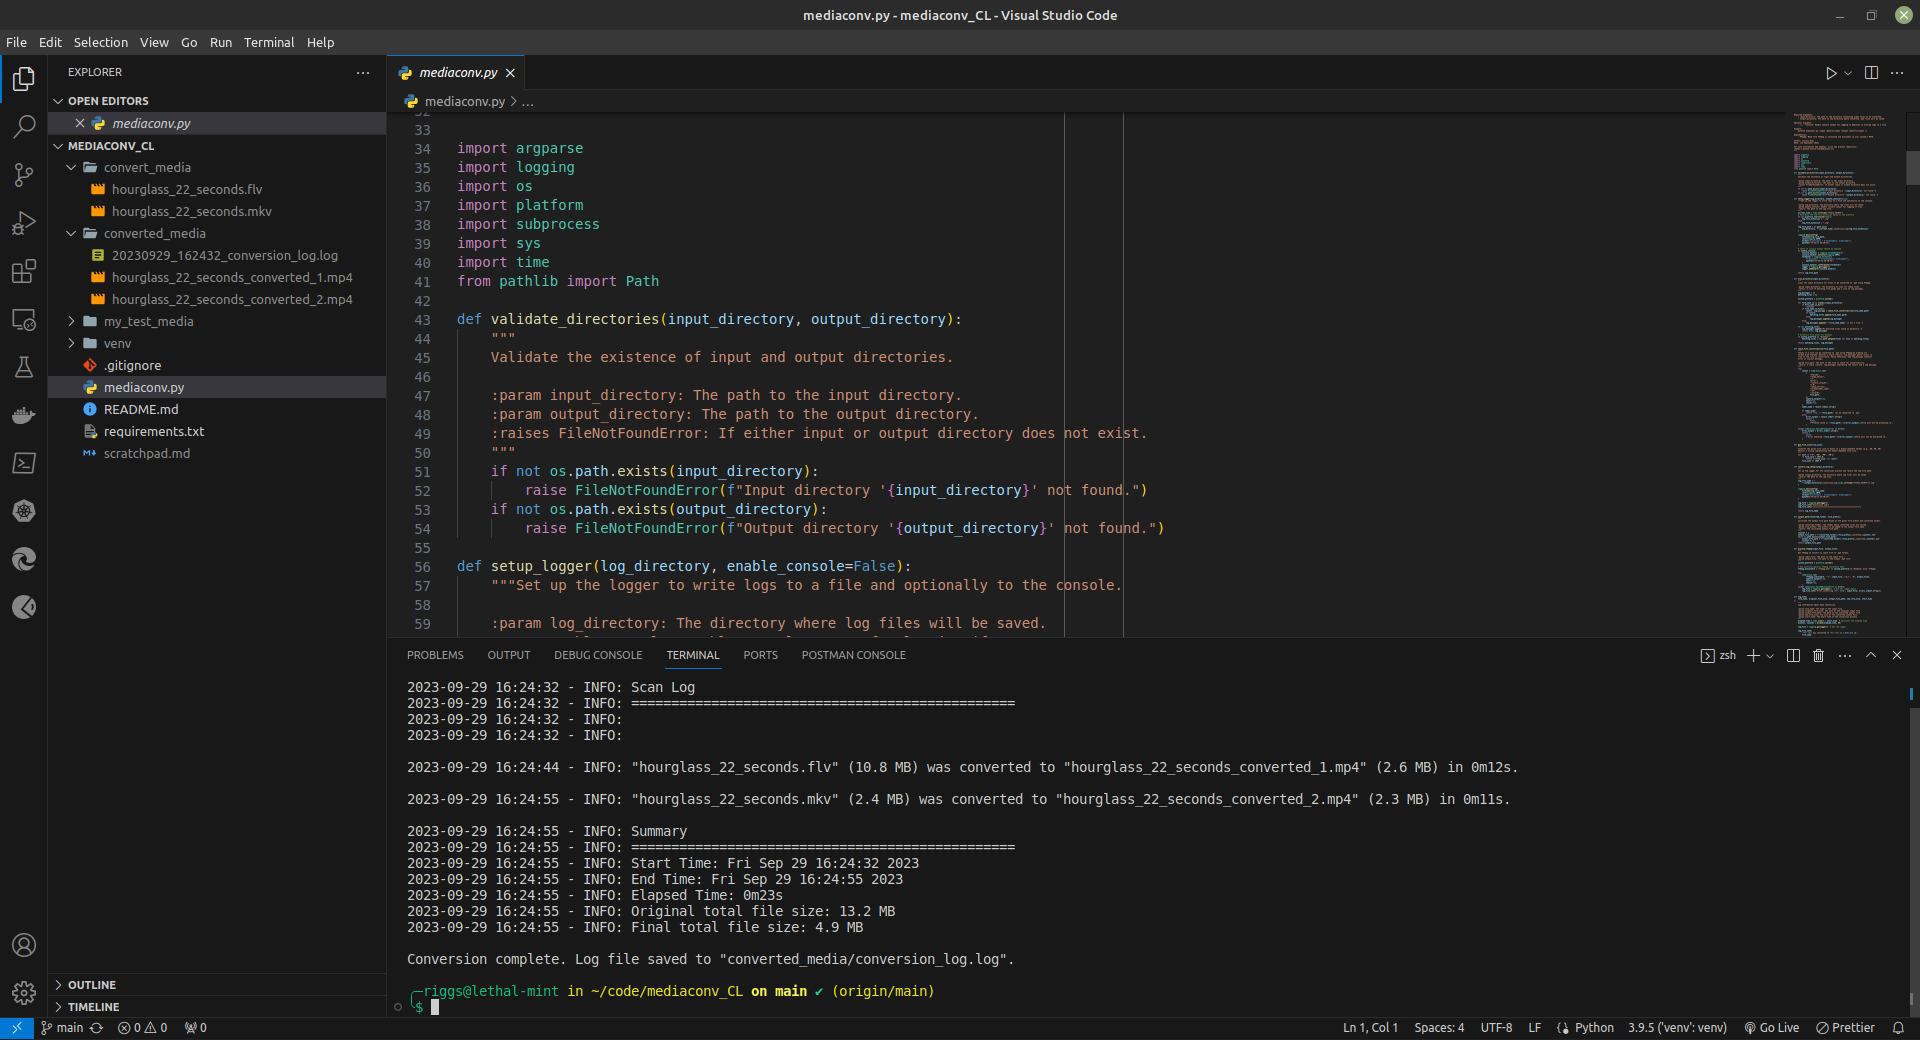 mediaconv.py - mediaconv_CL - Visual Studio Code
File Edit Selection View Go Run Terminal Help
EXPLORER
OPEN EDITORS
mediaconv.py
MEDIACONV_CL
convert_media
hourglass_22_seconds.flv
hourglass_22_seconds.mkv
converted_media
20230929_162432_conversion_log.log
hourglass_22_seconds_converted_1.mp4
hourglass_22_seconds_converted_2.mp4
my_test_media
venv
.gitignore
mediaconv.py
README.md
requirements.txt
scratchpad.md
OUTLINE
TIMELINE
mediaconv.py
mediaconv.py > ...
33
34 import argparse
35 import logging
36 import os
37 import platform
38 import subprocess
39 import sys
40 import time
41 from pathlib import Path
42
43 def validate_directories(input_directory, output_directory):
44 """
45 Validate the existence of input and output directories.
46
47 :param input_directory: The path to the input directory.
48 :param output_directory: The path to the output directory.
49 :raises FileNotFoundError: If either input or output directory does not exist.
50 """
51 if not os.path.exists(input_directory):
52 raise FileNotFoundError(f"Input directory '{input_directory}' not found.")
53 if not os.path.exists(output_directory):
54 raise FileNotFoundError(f"Output directory '{output_directory}' not found.")
55
56 def setup_logger(log_directory, enable_console=False):
57 """Set up the logger to write logs to a file and optionally to the console.
58
59 :param log_directory: The directory where log files will be saved.
PROBLEMS OUTPUT DEBUG CONSOLE TERMINAL PORTS POSTMAN CONSOLE
zsh
2023-09-29 16:24:32 - INFO: Scan Log
2023-09-29 16:24:32 - INFO: ================================================
2023-09-29 16:24:32 - INFO:
2023-09-29 16:24:32 - INFO:
2023-09-29 16:24:44 - INFO: "hourglass_22_seconds.flv" (10.8 MB) was converted to "hourglass_22_seconds_converted_1.mp4" (2.6 MB) in 0m12s.
2023-09-29 16:24:55 - INFO: "hourglass_22_seconds.mkv" (2.4 MB) was converted to "hourglass_22_seconds_converted_2.mp4" (2.3 MB) in 0m11s.
2023-09-29 16:24:55 - INFO: Summary
2023-09-29 16:24:55 - INFO: ================================================
2023-09-29 16:24:55 - INFO: Start Time: Fri Sep 29 16:24:32 2023
2023-09-29 16:24:55 - INFO: End Time: Fri Sep 29 16:24:55 2023
2023-09-29 16:24:55 - INFO: Elapsed Time: 0m23s
2023-09-29 16:24:55 - INFO: Original total file size: 13.2 MB
2023-09-29 16:24:55 - INFO: Final total file size: 4.9 MB
Conversion complete. Log file saved to "converted_media/conversion_log.log".
riggs@lethal-mint in ~/code/mediaconv_CL on main ✔ (origin/main)
$
main 0 0 0 Ln 1, Col 1 Spaces: 4 UTF-8 LF Python 3.9.5 ('venv': venv) Go Live Prettier